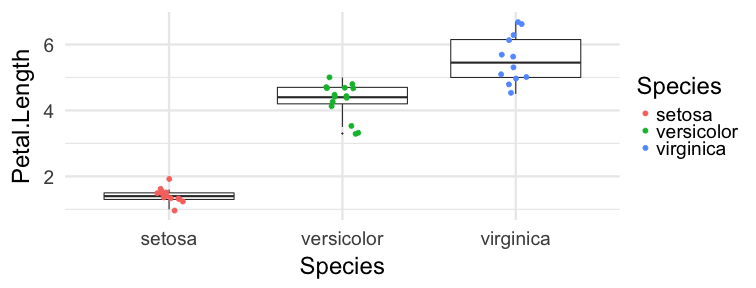 Petal.Length
6
4
2
setosa
versicolor
virginica
Species
Species
setosa
versicolor
virginica